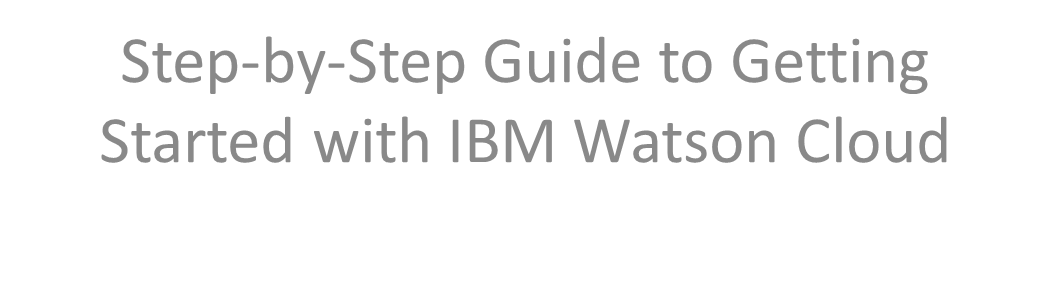 Step-by-Step Guide to Getting
Started with IBM Watson Cloud